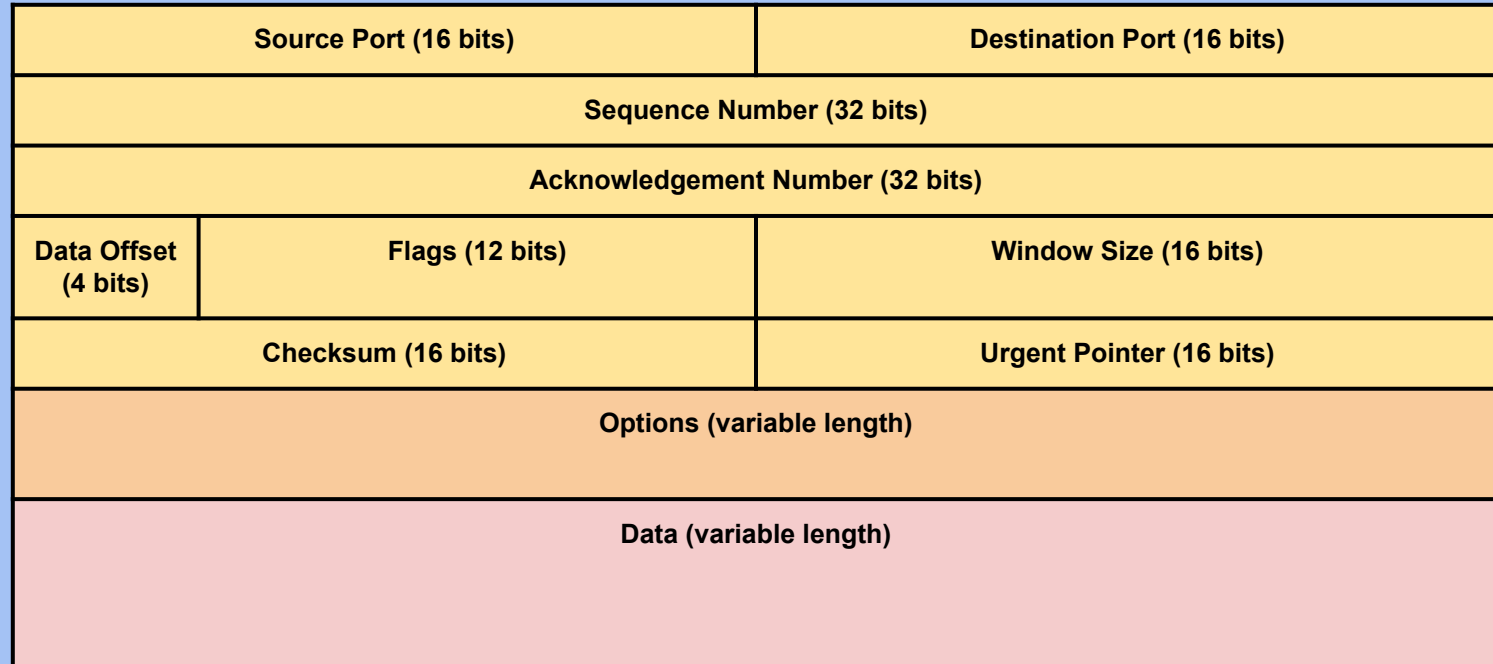 Source Port (16 bits)
Destination Port (16 bits)
Sequence Number (32 bits)
Acknowledgement Number (32 bits)
Data Offset
(4 bits)
Flags (12 bits)
Window Size (16 bits)
Checksum (16 bits)
Urgent Pointer (16 bits)
Options (variable length)
Data (variable length)